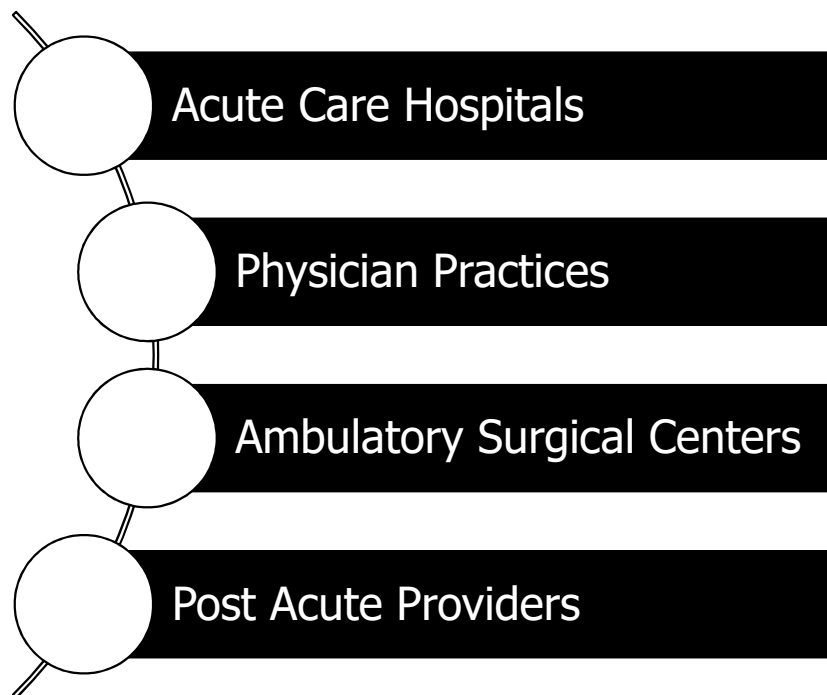 Acute Care Hospitals
Physician Practices
Ambulatory Surgical Centers
Post Acute Providers